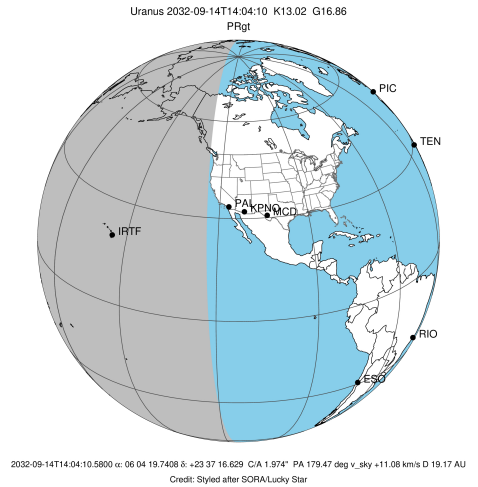 Uranus 2032-09-14T14:04:10 K13.02 G16.86
PRgt
PIC
TEN
PAL
KPNO
MCD
IRTF
RIO
ESO
2032-09-14T14:04:10.5800 α: 06 04 19.7408 δ: +23 37 16.629 C/A 1.974" PA 179.47 deg v_sky +11.08 km/s D 19.17 AU
Credit: Styled after SORA/Lucky Star